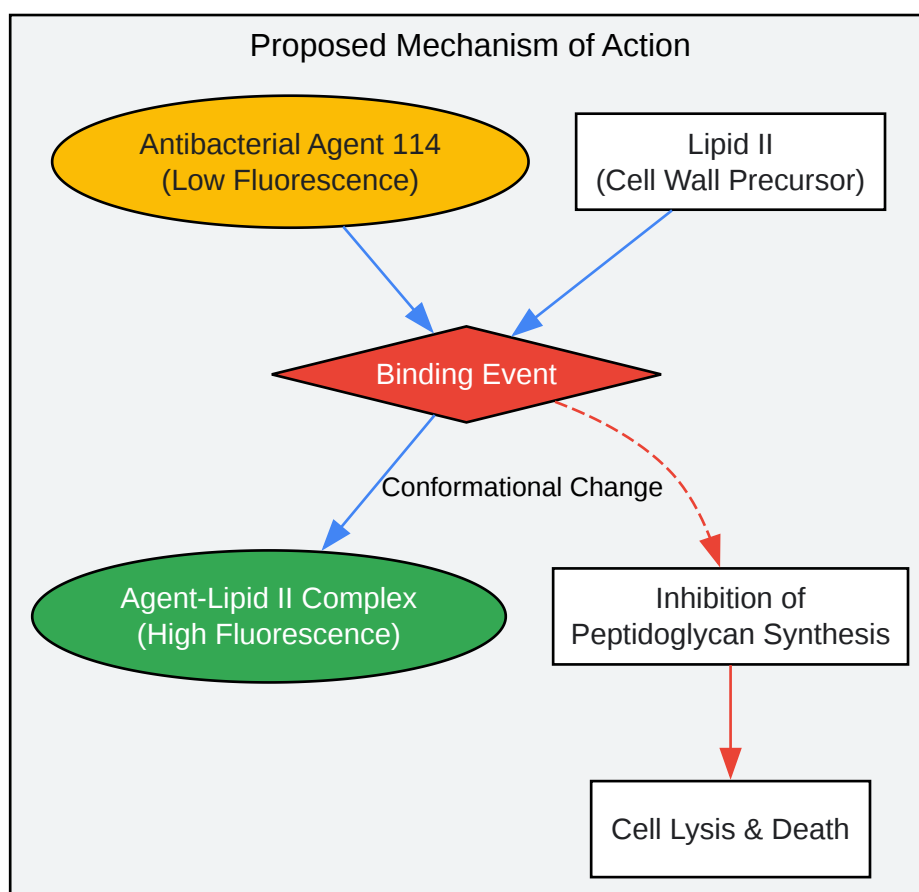 Proposed Mechanism of Action
Antibacterial Agent 114
(Low Fluorescence)
Lipid II
(Cell Wall Precursor)
Binding Event
Conformational Change
Agent-Lipid II Complex
(High Fluorescence)
Inhibition of
Peptidoglycan Synthesis
Cell Lysis & Death